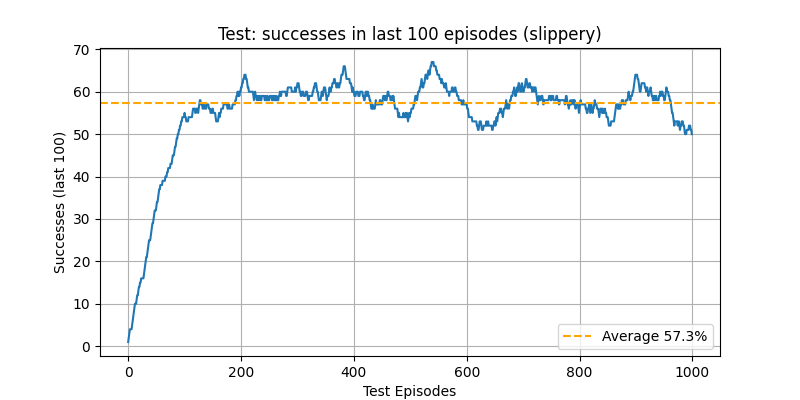 Test: successes in last 100 episodes (slippery)
70
60
50
40
30
20
10
0
Successes (last 100)
Average 57.3%
0 200 400 600 800 1000
Test Episodes